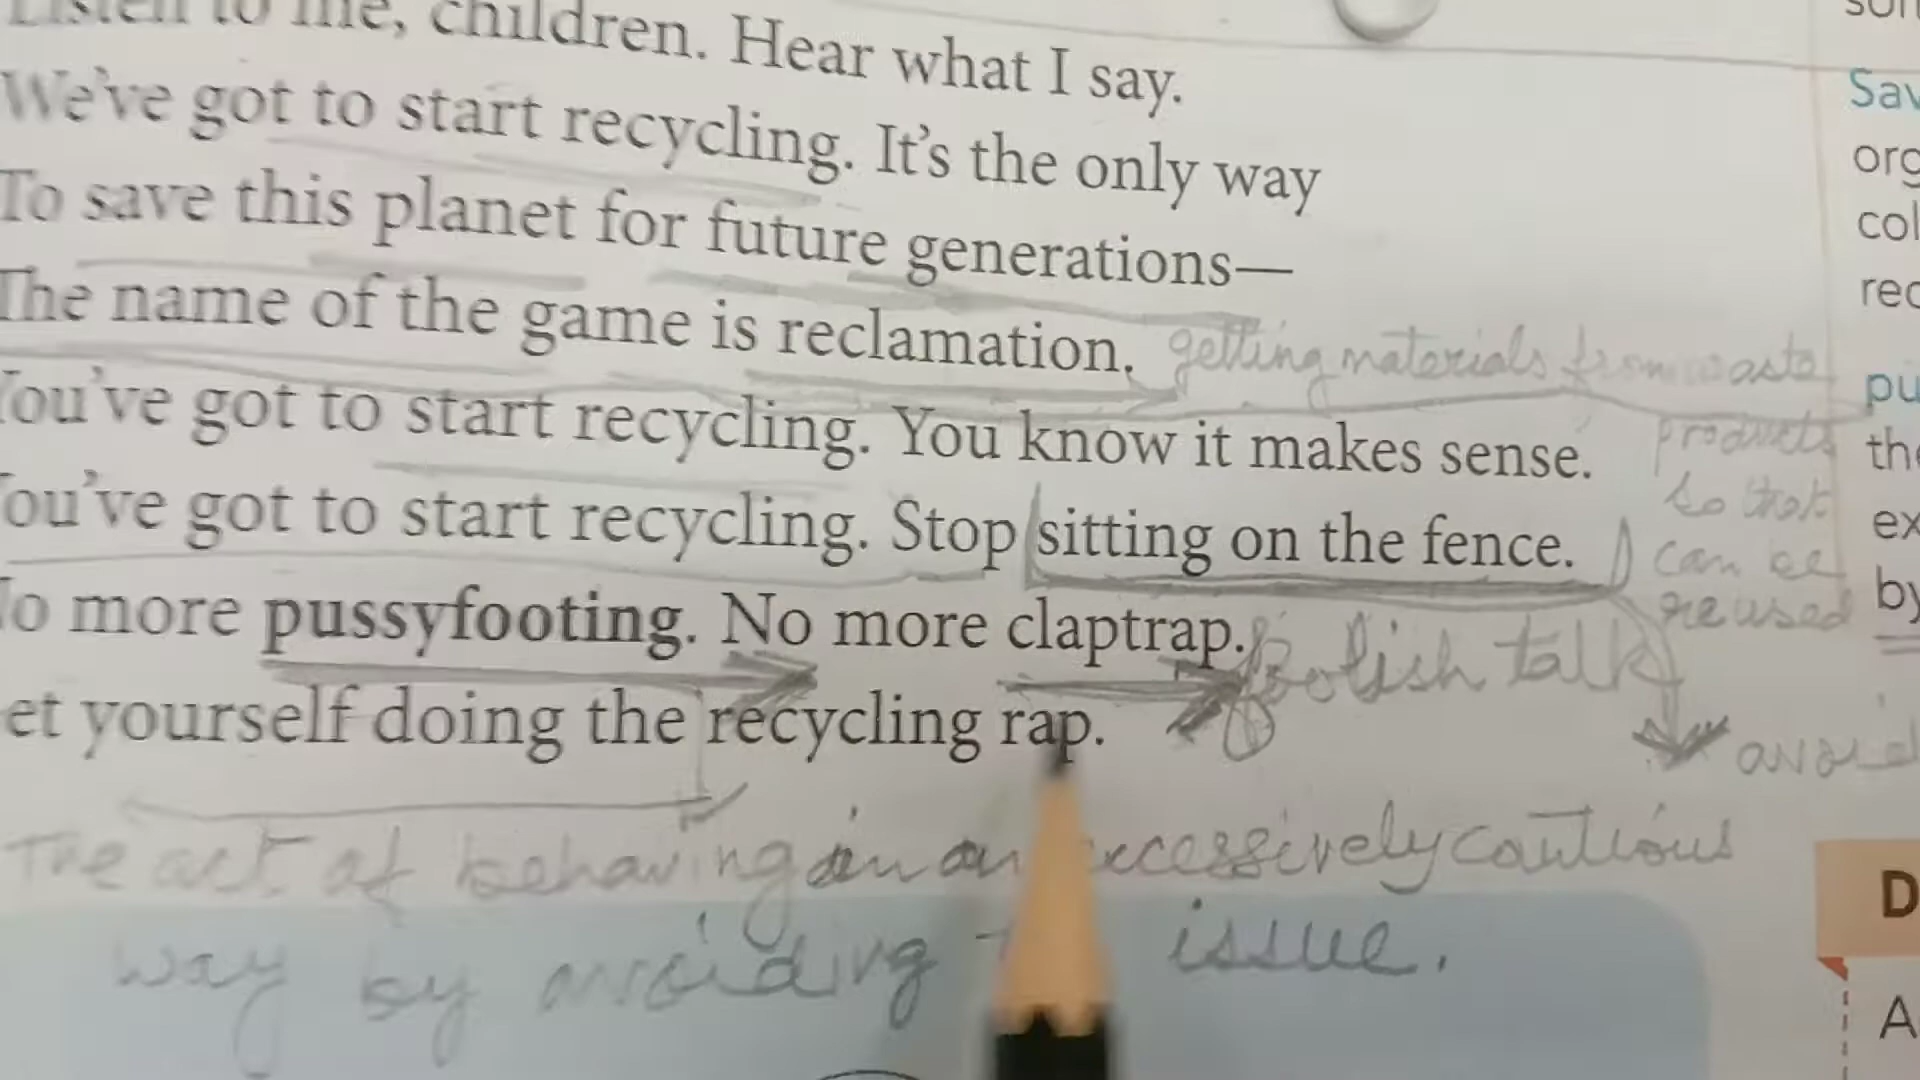 Listen to me, children. Hear what I say.
We've got to start recycling. It's the only way
To save this planet for future generations—
The name of the game is reclamation.
getting materials from waste
products
so that
can be
reused
You've got to start recycling. You know it makes sense.
You've got to start recycling. Stop sitting on the fence.
No more pussyfooting. No more claptrap.
foolish talk
avoid
et yourself doing the recycling rap.
The act of behaving in an excessively cautious
way by avoiding issue.
Sav
org
col
rec
pu
the
ex
by
D
A